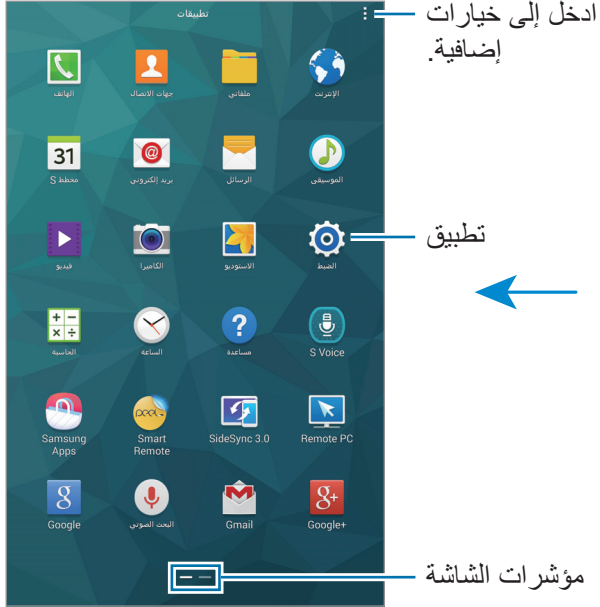 تطبيقات
ادخل إلى خيارات
إضافية.
الإنترنت
ملفاتي
جهات الاتصال
الهاتف
الموسيقى
الرسائل
بريد إلكتروني
31
مخطط S
تطبيق
الضبط
الاستوديو
الكاميرا
فيديو
S Voice
مساعدة
الساعة
الحاسبة
Remote PC
SideSync 3.0
peel
Smart
Remote
Samsung
Apps
Google+
Gmail
البحث الصوتي
Google
مؤشرات الشاشة